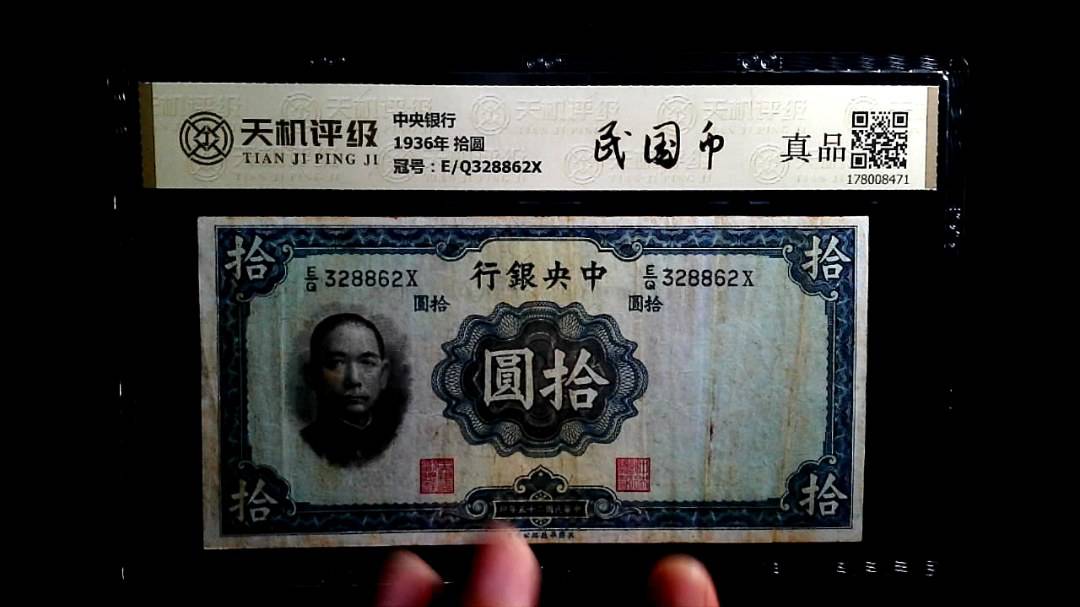 天机评级
TIAN JI PING JI
中央银行
1936年 拾圆
冠号：E/Q328862X
民国币
真品
178008471
拾
拾
E/Q 328862X
行銀央中
E/Q 328862X
圓拾
圓拾
圓拾
拾
拾